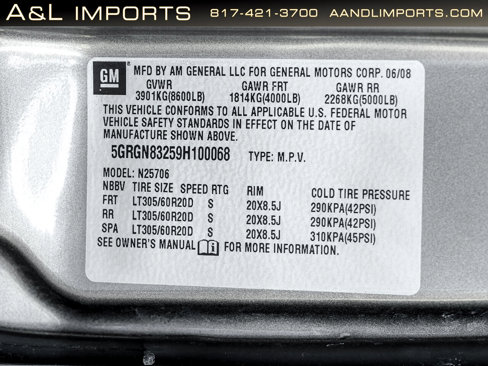 A&L IMPORTS 817-421-3700 AANDLIMPORTS.COM
GM
MFD BY AM GENERAL LLC FOR GENERAL MOTORS CORP. 06/08
GVWR GAWR FRT GAWR RR
3901KG(8600LB) 1814KG(4000LB) 2268KG(5000LB)
THIS VEHICLE CONFORMS TO ALL APPLICABLE U.S. FEDERAL MOTOR
VEHICLE SAFETY STANDARDS IN EFFECT ON THE DATE OF
MANUFACTURE SHOWN ABOVE.
5GRGN83259H100068 TYPE: M.P.V.
MODEL: N25706
NBBV TIRE SIZE SPEED RTG RIM COLD TIRE PRESSURE
FRT LT305/60R20D S 20X8.5J 290KPA(42PSI)
RR LT305/60R20D S 20X8.5J 290KPA(42PSI)
SPA LT305/60R20D S 20X8.5J 310KPA(45PSI)
SEE OWNER'S MANUAL i FOR MORE INFORMATION.